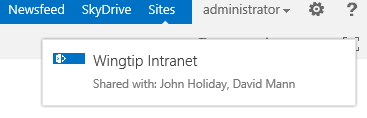 Newsfeed SkyDrive Sites administrator ?
Wingtip Intranet
Shared with: John Holiday, David Mann